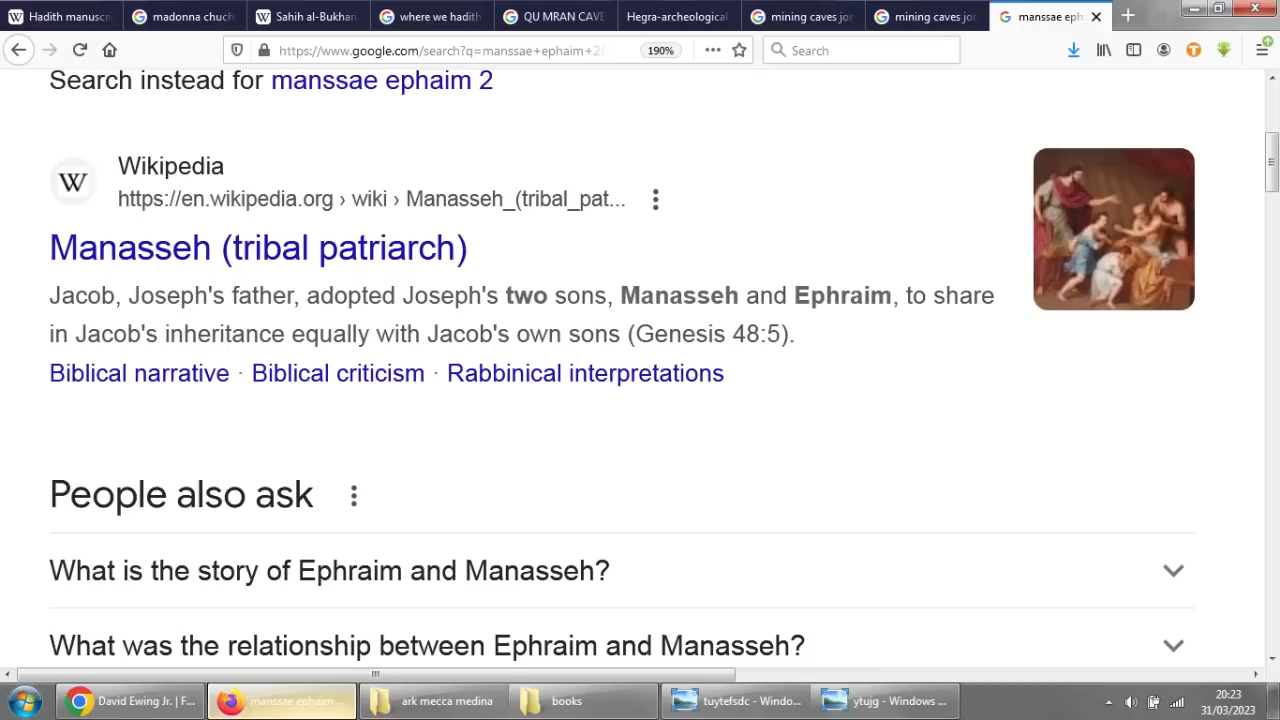 Hadith manuscr
madonna chuch
Sahih al-Bukhari
where we hadith
QU MRAN CAVE
Hegra-archeological
mining caves jor
mining caves jor
manssae eph
https://www.google.com/search?q=manssae+ephaim+2
190%
Search
Search instead for manssae ephaim 2
Wikipedia
https://en.wikipedia.org › wiki › Manasseh_(tribal_pat...
Manasseh (tribal patriarch)
Jacob, Joseph's father, adopted Joseph's two sons, Manasseh and Ephraim, to share
in Jacob's inheritance equally with Jacob's own sons (Genesis 48:5).
Biblical narrative · Biblical criticism · Rabbinical interpretations
People also ask
What is the story of Ephraim and Manasseh?
What was the relationship between Ephraim and Manasseh?
David Ewing Jr. | F...
manssae ephaim...
ark mecca medina
books
tuytefsdc - Windo...
ytujg - Windows ...
20:23
31/03/2023